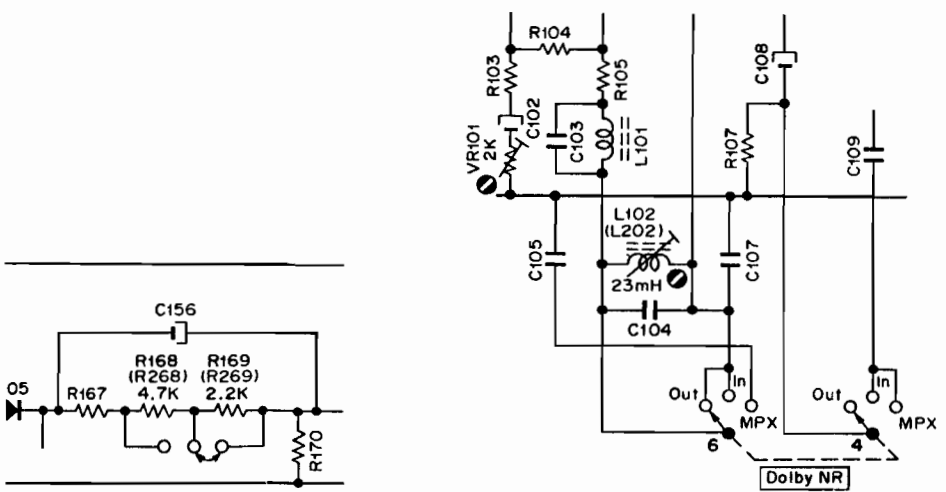 R104
R103
R105
C102
VR101
2K
C103
L101
C108
R107
C109
L102
(L202)
23mH
C105
C107
C104
C156
R168
(R268)
4.7K
R169
(R269)
2.2K
05
R167
R170
Out
In
MPX
6
Out
In
MPX
4
Dolby NR